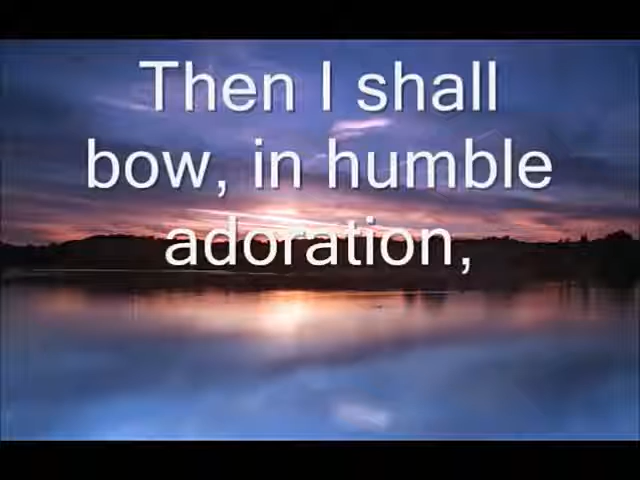 Then I shall
bow, in humble
adoration,